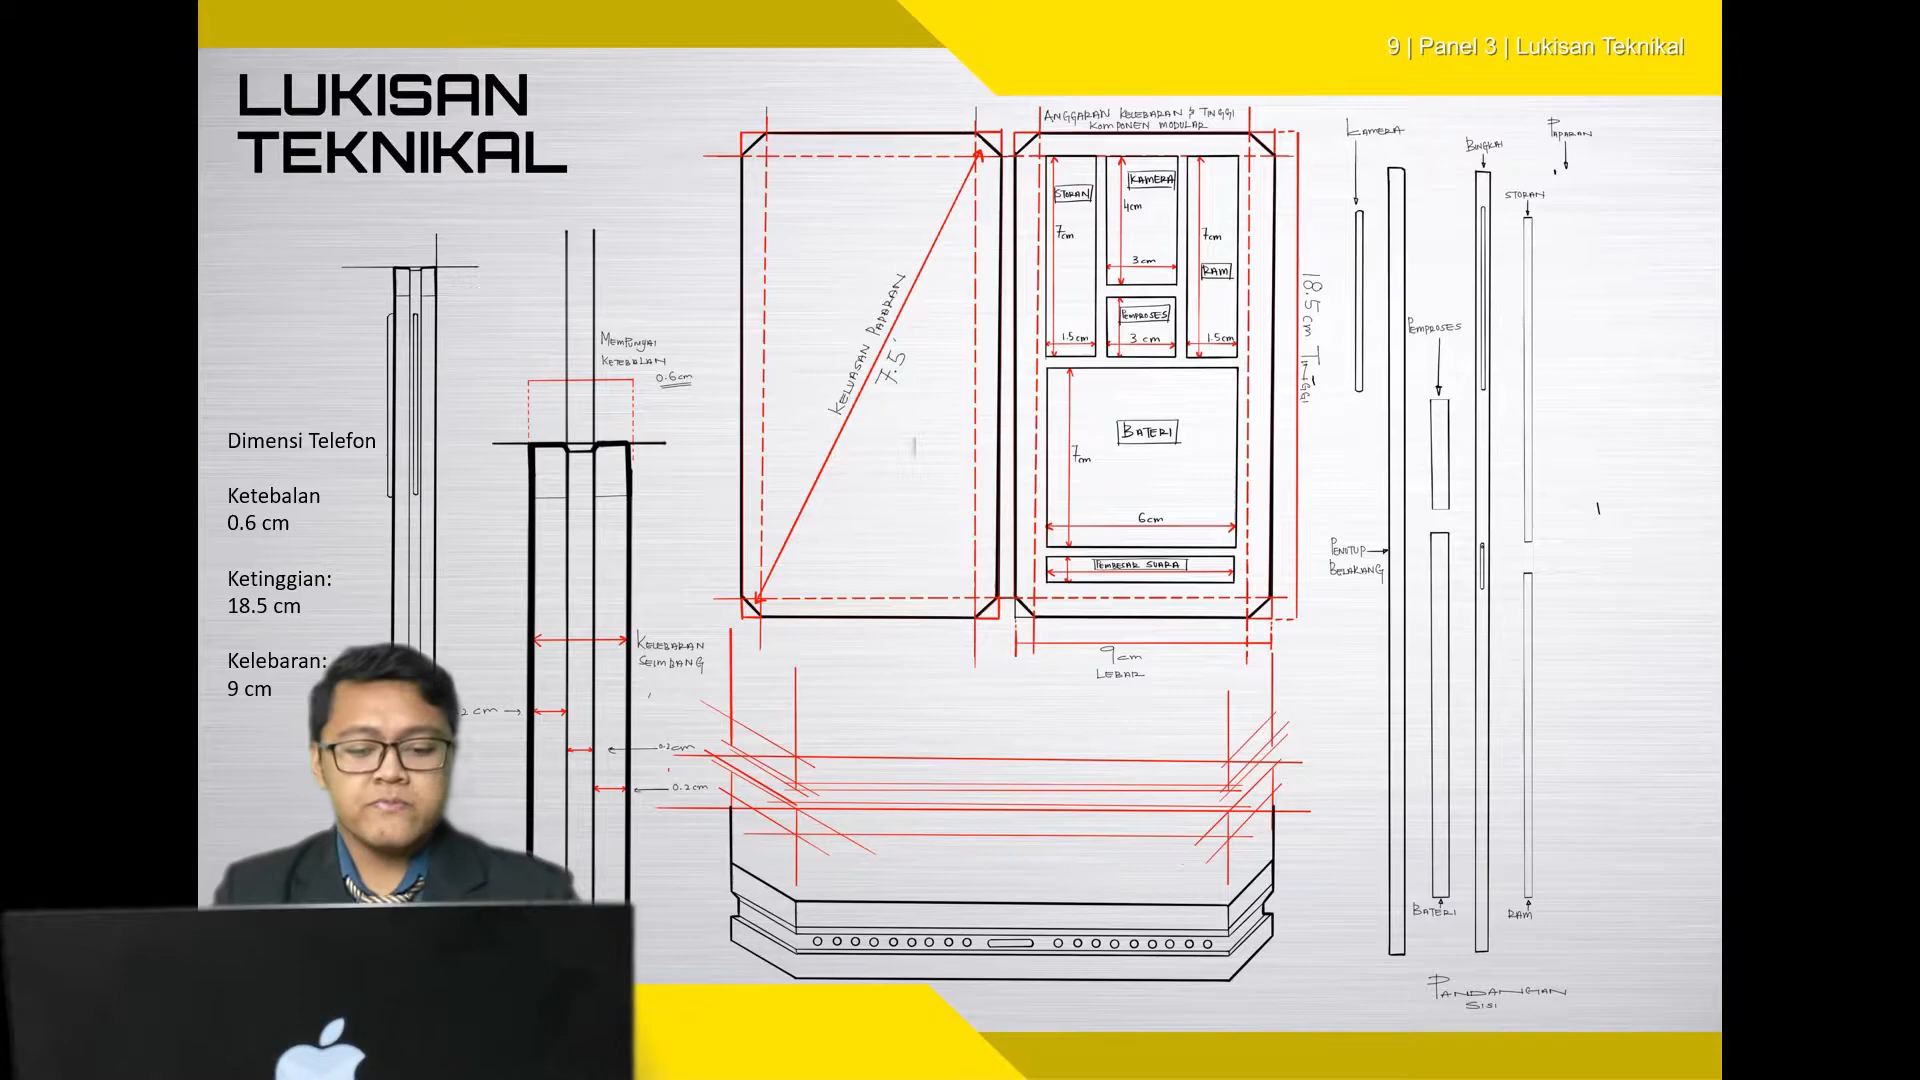 9 | Panel 3 | Lukisan Teknikal
LUKISAN
TEKNIKAL
Dimensi Telefon
Ketebalan
0.6 cm
Ketinggian:
18.5 cm
Kelebaran:
9 cm
MEMPUNYAI
KETEBALAN
0.6cm
KELEBARAN
SEIMBANG
2 cm
0.2cm
0.2cm
KELUASAN PAPARAN
7.5'
ANGGARAN KELEBARAN & TINGGI
KOMPONEN MODULAR
STORAN
7cm
1.5cm
KAMERA
4cm
3cm
PEMPROSES
3 cm
7cm
RAM
1.5cm
BATERI
7cm
6cm
PEMBESAR SUARA
18.5cm TINGGI
9cm
LEBAR
KAMERA
PEMPROSES
PENUTUP
BELAKANG
BATERI
BINGKAI
STORAN
RAM
PAPARAN
PANDANGAN
SISI